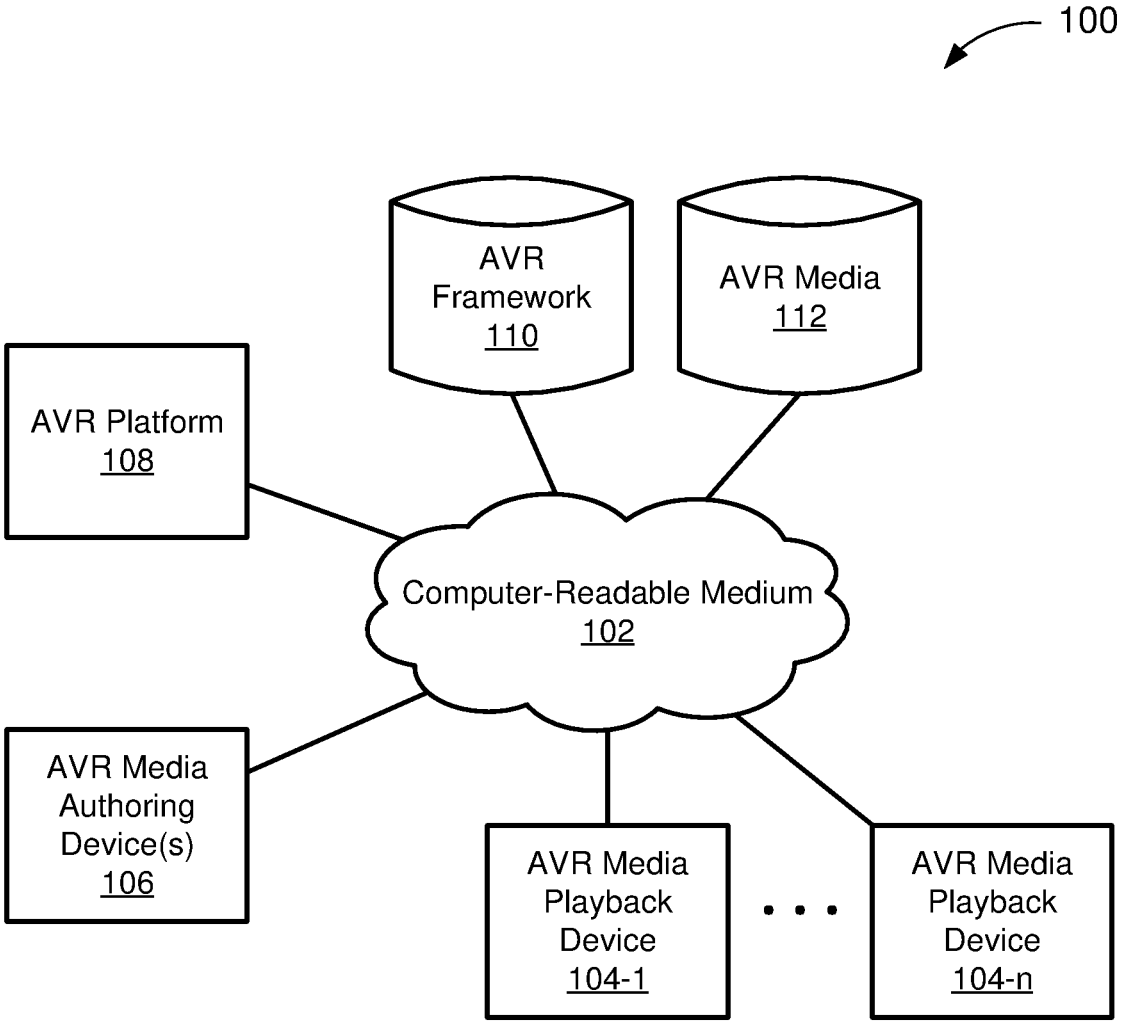 100
AVR
Framework
110
AVR Media
112
AVR Platform
108
Computer-Readable Medium
102
AVR Media
Authoring
Device(s)
106
AVR Media
Playback
Device
104-1
. . .
AVR Media
Playback
Device
104-n